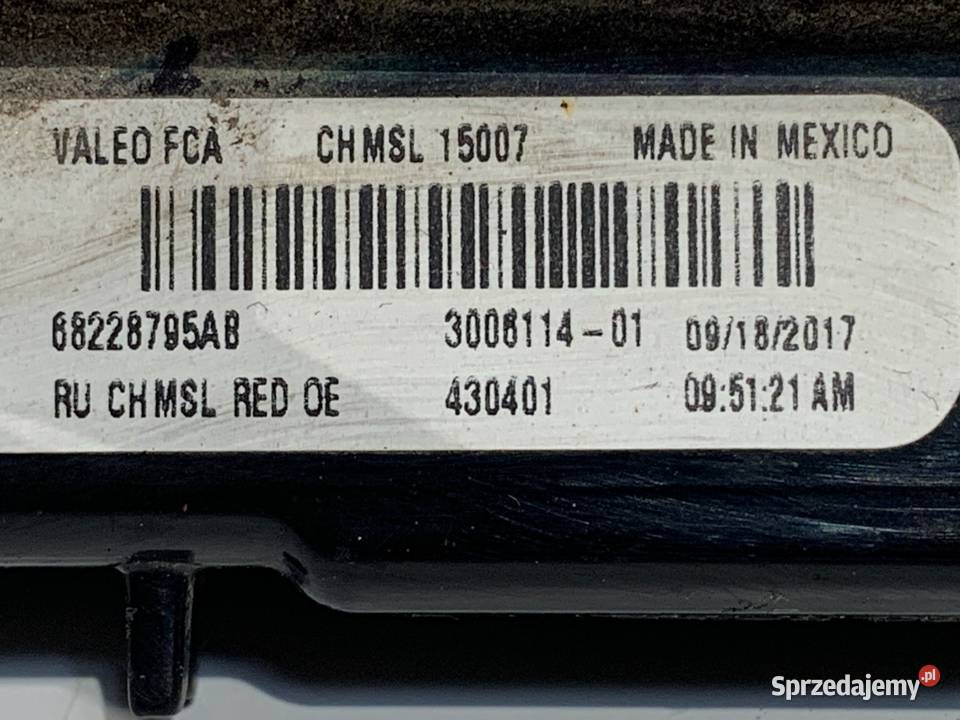 VALEO FCA CHMSL 15007 MADE IN MEXICO
68228795AB 3008114-01 09/18/2017
RU CHMSL RED OE 430401 09:51:21 AM
Sprzedajemy.pl